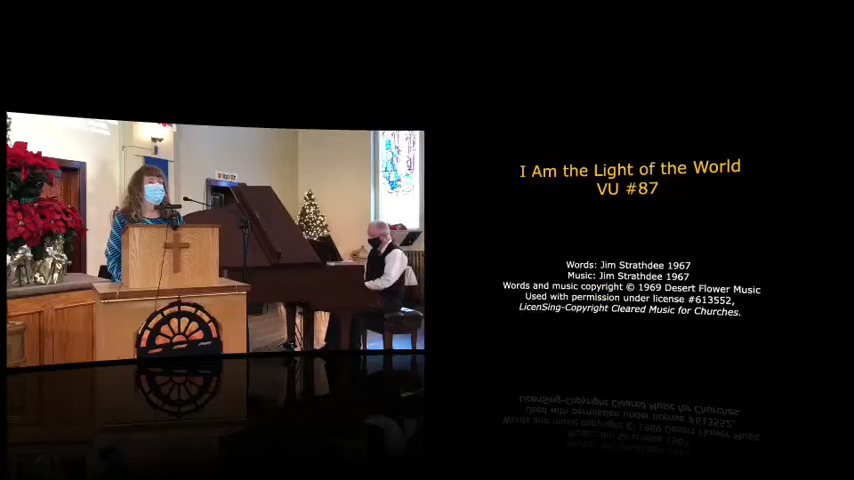 I Am the Light of the World
VU #87
Words: Jim Strathdee 1967
Music: Jim Strathdee 1967
Words and music copyright © 1969 Desert Flower Music
Used with permission under license #613552,
LicenSing-Copyright Cleared Music for Churches.